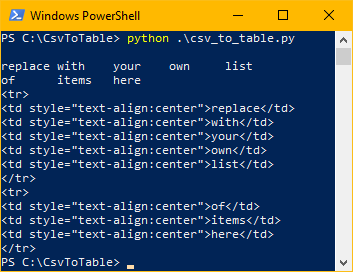 Windows PowerShell
PS C:\CsvToTable> python .\csv_to_table.py
replace with your own list
of items here
<tr>
<td style="text-align:center">replace</td>
<td style="text-align:center">with</td>
<td style="text-align:center">your</td>
<td style="text-align:center">own</td>
<td style="text-align:center">list</td>
</tr>
<tr>
<td style="text-align:center">of</td>
<td style="text-align:center">items</td>
<td style="text-align:center">here</td>
</tr>
PS C:\CsvToTable>